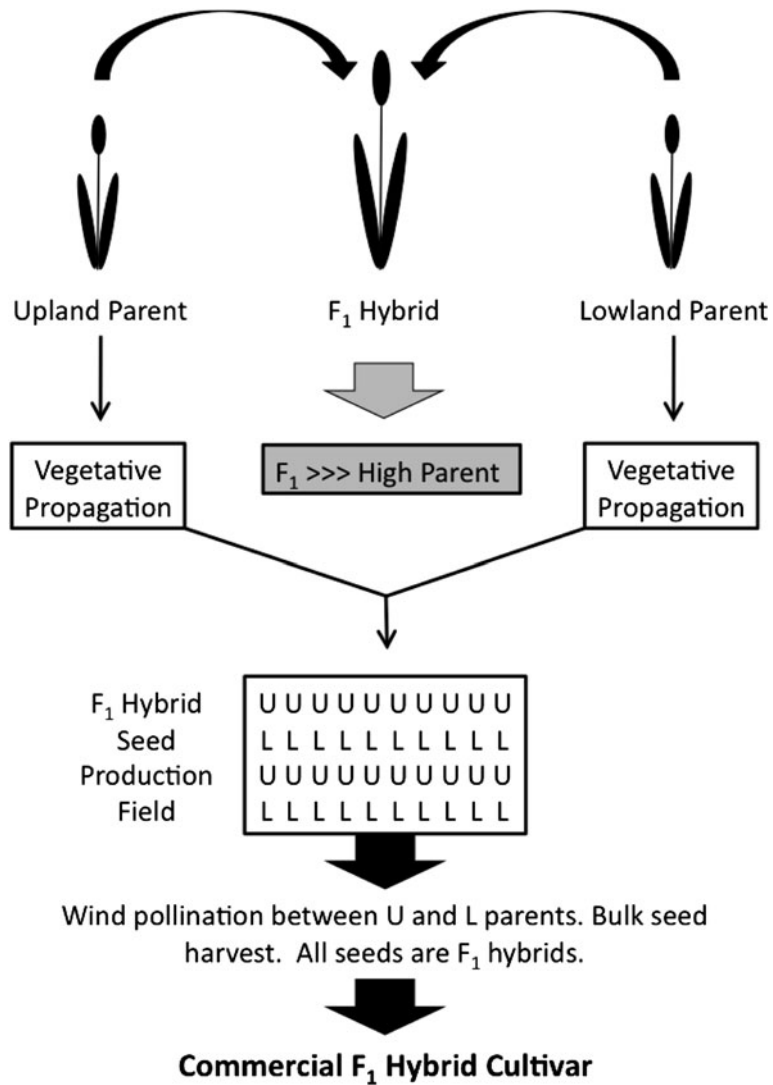 Upland Parent
F₁ Hybrid
Lowland Parent
Vegetative
Propagation
F₁ >>> High Parent
Vegetative
Propagation
F₁ Hybrid
Seed
Production
Field
U U U U U U U U U U
L L L L L L L L L L
U U U U U U U U U U
L L L L L L L L L L
Wind pollination between U and L parents. Bulk seed
harvest. All seeds are F₁ hybrids.
Commercial F₁ Hybrid Cultivar